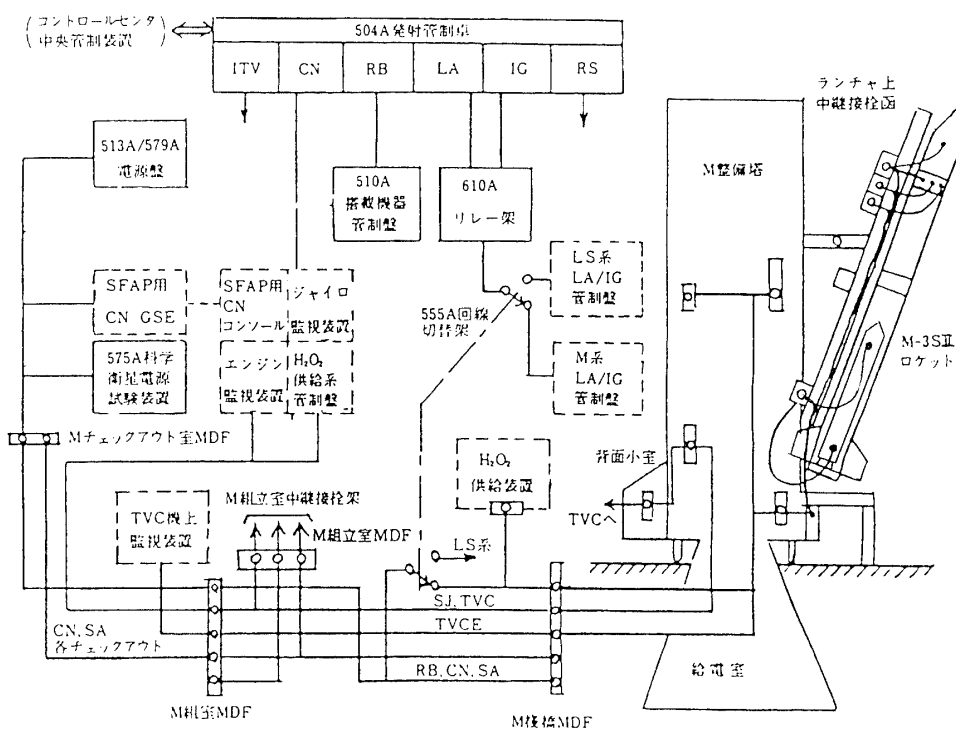 (コントロールセンタ
中央管制装置)
504A発射管制卓
ITV CN RB LA IG RS
ランチャ上
中継接栓函
513A/579A
電源盤
510A
搭載機器
管制盤
610A
リレー架
M整備塔
LS系
LA/IG
管制盤
SFAP用
CN GSE
SFAP用
CN
コンソール
ジャイロ
監視装置
555A回線
切替架
M-3SⅡ
ロケット
575A科学
衛星電源
試験装置
エンジン
監視装置
H₂O₂
供給系
管制盤
M系
LA/IG
管制盤
Mチェックアウト室MDF
H₂O₂
供給装置
背面小室
TVCへ
TVC機上
監視装置
M組立室中継接栓架
M組立室MDF
LS系
SJ,TVC
TVCE
CN,SA
各チェックアウト
RB,CN,SA
給電室
M組室MDF
M桟橋MDF